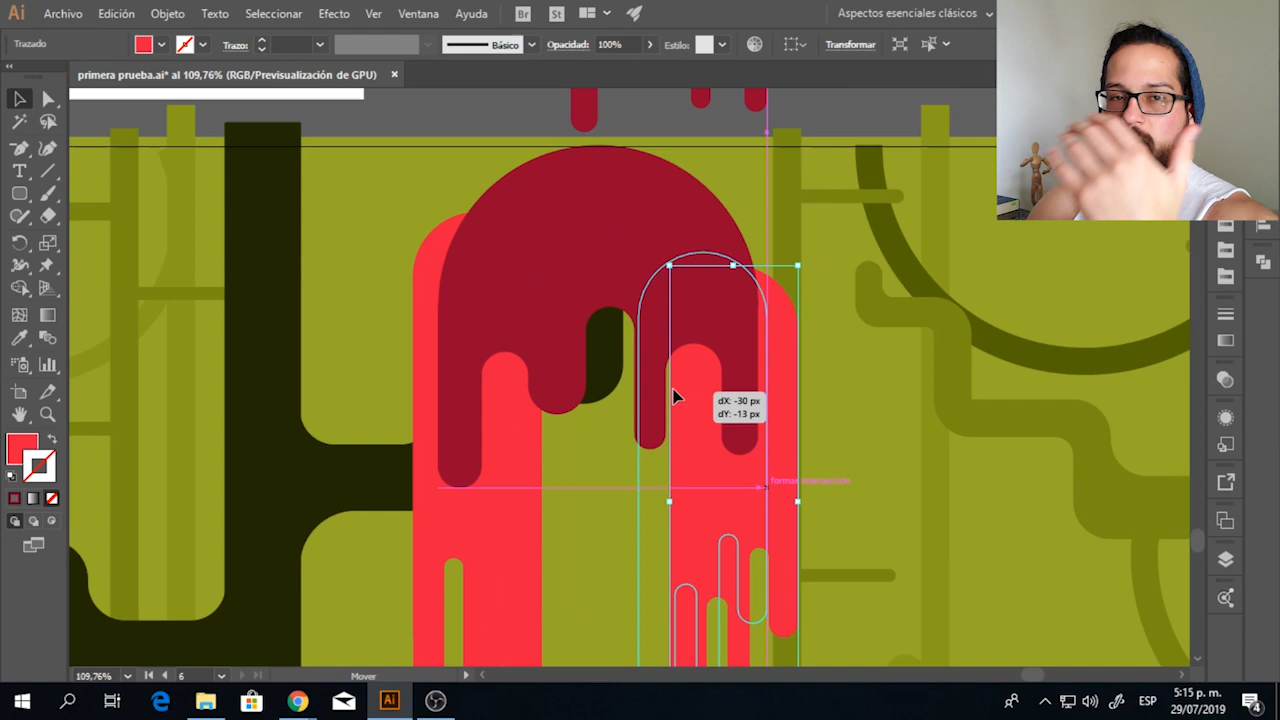 Ai Archivo Edición Objeto Texto Seleccionar Efecto Ver Ventana Ayuda Br St Aspectos esenciales clásicos
Trazado Trazo: Básico Opacidad: 100% Estilo: Transformar
primera prueba.ai* al 109,76% (RGB/Previsualización de GPU) ×
dX: -30 px
dY: -13 px
109,76% 6 Mover
Ai ESP 5:15 p. m.
29/07/2019 4